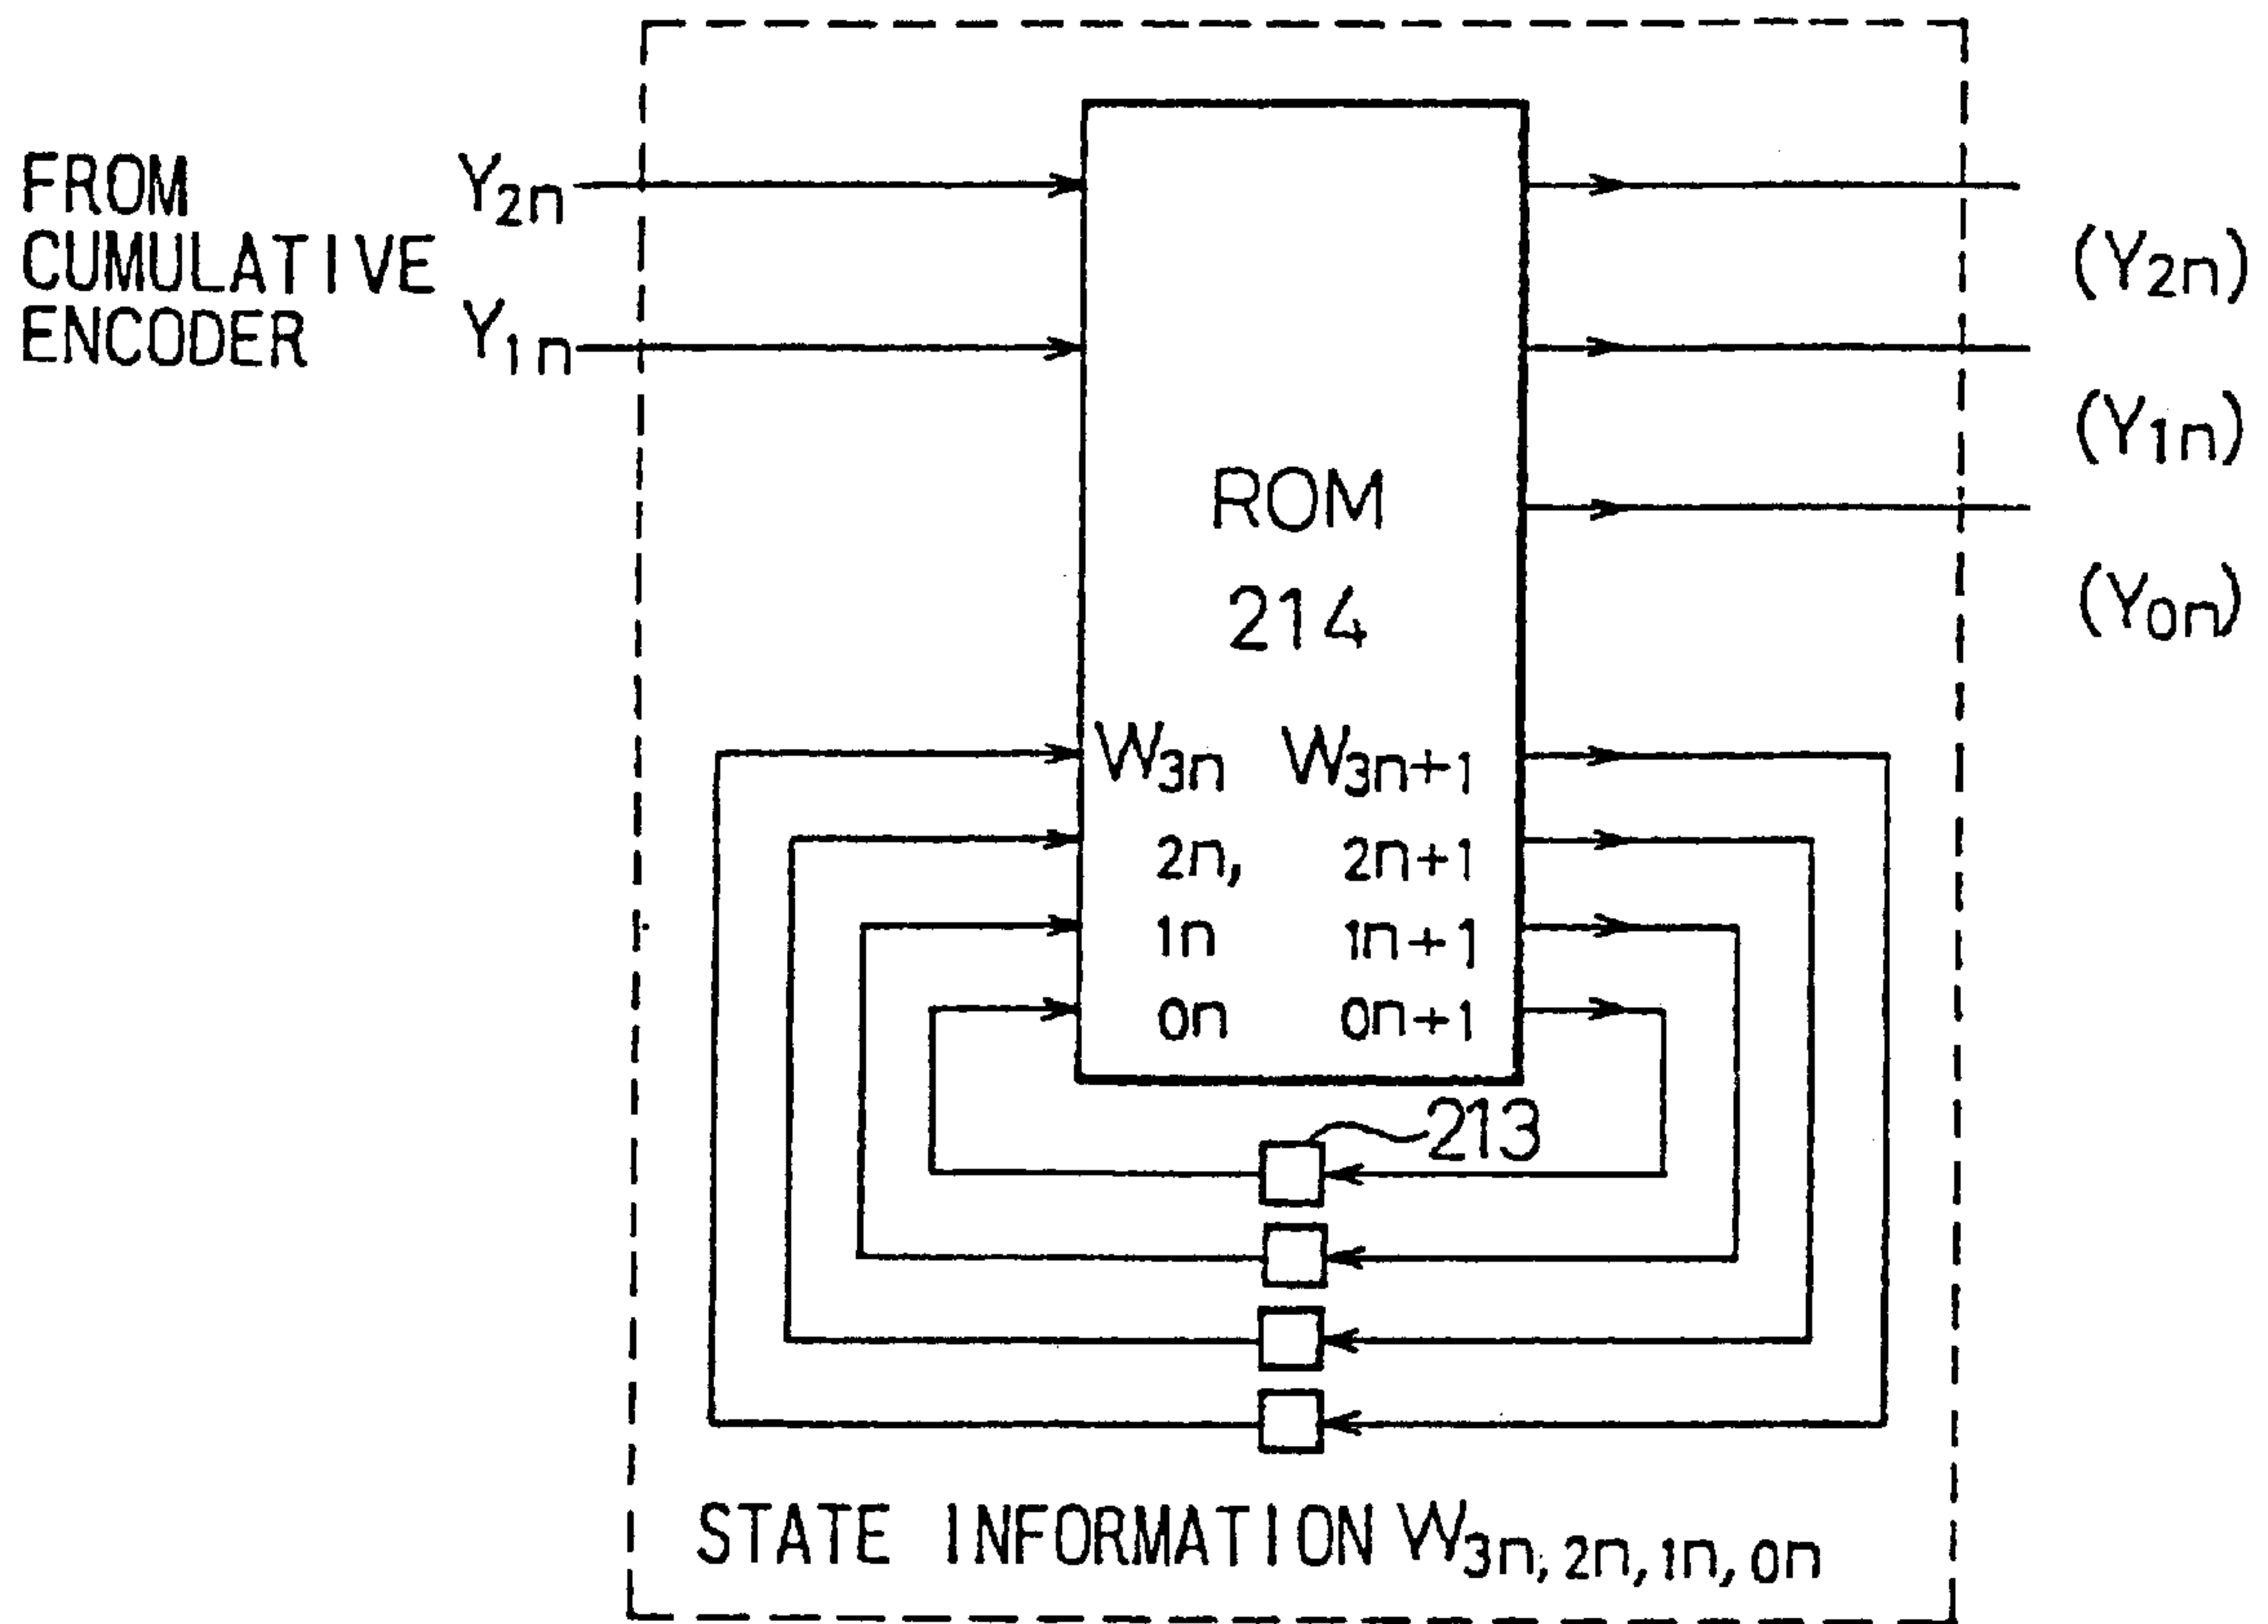 FROM
CUMULATIVE
ENCODER
Y2n
Y1n
(Y2n)
(Y1n)
(Y0n)
ROM
214
W3n W3n+1
2n, 2n+1
1n 1n+1
0n 0n+1
213
STATE INFORMATION W3n, 2n, 1n, 0n